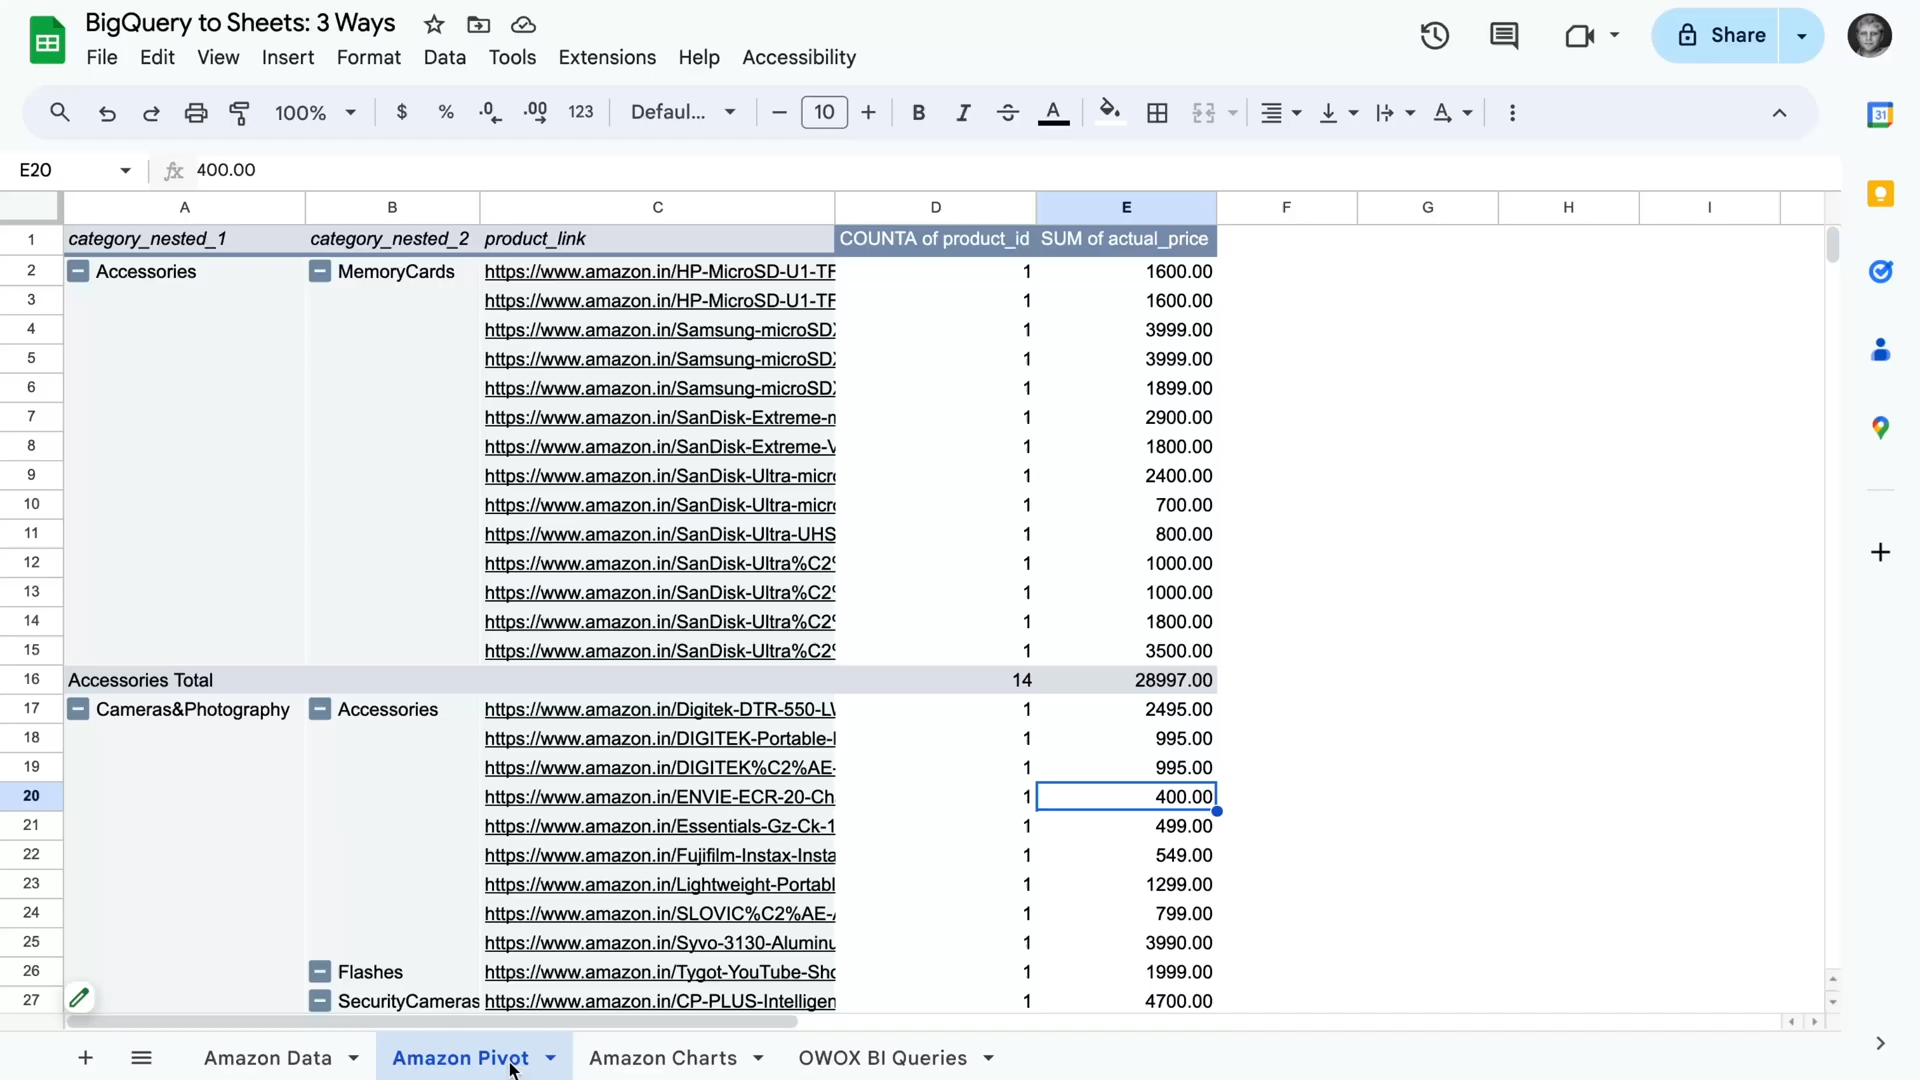 BigQuery to Sheets: 3 Ways
File Edit View Insert Format Data Tools Extensions Help Accessibility
Share
100% $ % .0 .00 123 Defaul... 10 B I A A
31
E20 fx 400.00
A B C D E F G H I
1 category_nested_1 category_nested_2 product_link COUNTA of product_id SUM of actual_price
2 Accessories MemoryCards https://www.amazon.in/HP-MicroSD-U1-TF 1 1600.00
3 https://www.amazon.in/HP-MicroSD-U1-TF 1 1600.00
4 https://www.amazon.in/Samsung-microSDX 1 3999.00
5 https://www.amazon.in/Samsung-microSDX 1 3999.00
6 https://www.amazon.in/Samsung-microSDX 1 1899.00
7 https://www.amazon.in/SanDisk-Extreme-m 1 2900.00
8 https://www.amazon.in/SanDisk-Extreme-V 1 1800.00
9 https://www.amazon.in/SanDisk-Ultra-micro 1 2400.00
10 https://www.amazon.in/SanDisk-Ultra-micro 1 700.00
11 https://www.amazon.in/SanDisk-Ultra-UHS 1 800.00
12 https://www.amazon.in/SanDisk-Ultra%C2% 1 1000.00
13 https://www.amazon.in/SanDisk-Ultra%C2% 1 1000.00
14 https://www.amazon.in/SanDisk-Ultra%C2% 1 1800.00
15 https://www.amazon.in/SanDisk-Ultra%C2% 1 3500.00
16 Accessories Total 14 28997.00
17 Cameras&Photography Accessories https://www.amazon.in/Digitek-DTR-550-LW 1 2495.00
18 https://www.amazon.in/DIGITEK-Portable- 1 995.00
19 https://www.amazon.in/DIGITEK%C2%AE- 1 995.00
20 https://www.amazon.in/ENVIE-ECR-20-Ch 1 400.00
21 https://www.amazon.in/Essentials-Gz-Ck-1 1 499.00
22 https://www.amazon.in/Fujifilm-Instax-Insta 1 549.00
23 https://www.amazon.in/Lightweight-Portabl 1 1299.00
24 https://www.amazon.in/SLOVIC%C2%AE-A 1 799.00
25 https://www.amazon.in/Syvo-3130-Aluminu 1 3990.00
26 Flashes https://www.amazon.in/Tygot-YouTube-Sho 1 1999.00
27 SecurityCameras https://www.amazon.in/CP-PLUS-Intelligen 1 4700.00
Amazon Data Amazon Pivot Amazon Charts OWOX BI Queries